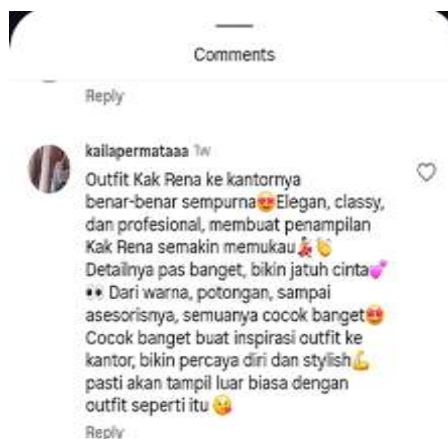 Comments
Reply
kailapermataaa 1w
Outfit Kak Rena ke kantornya
benar-benar sempurna😍Elegan, classy,
dan profesional, membuat penampilan
Kak Rena semakin memukau💃👏
Detailnya pas banget, bikin jatuh cinta💕
👀 Dari warna, potongan, sampai
asesorisnya, semuanya cocok banget🤩
Cocok banget buat inspirasi outfit ke
kantor, bikin percaya diri dan stylish💪
pasti akan tampil luar biasa dengan
outfit seperti itu 😘
Reply